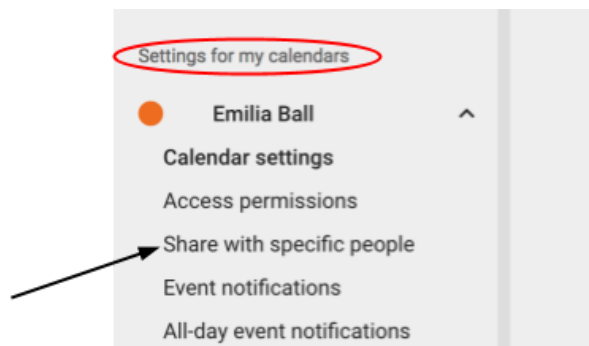 Settings for my calendars
Emilia Ball
Calendar settings
Access permissions
Share with specific people
Event notifications
All-day event notifications